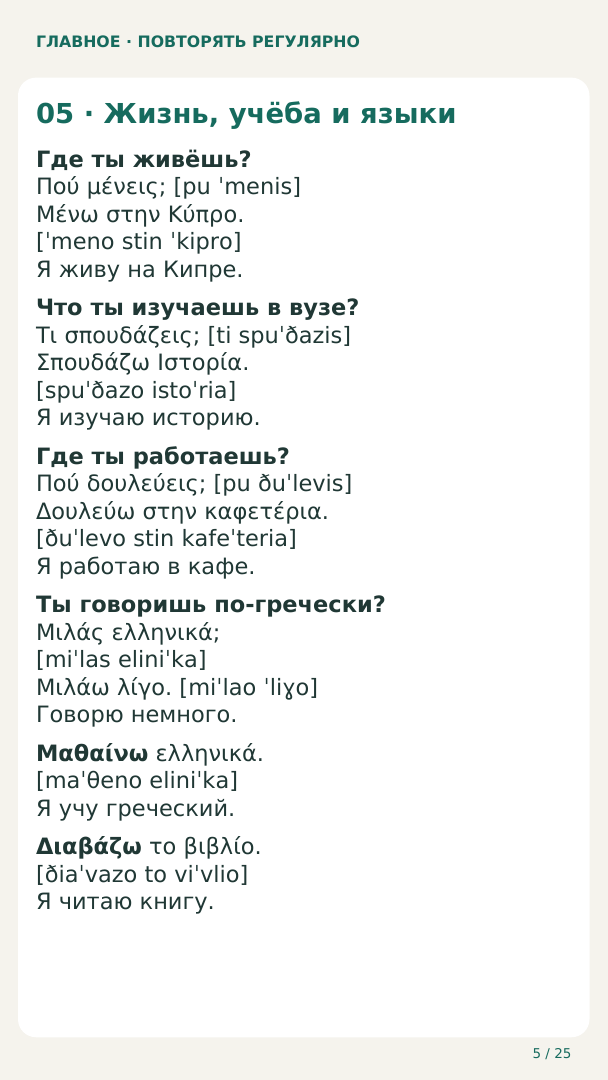 ГЛАВНОЕ · ПОВТОРЯТЬ РЕГУЛЯРНО
05 · Жизнь, учёба и языки
Где ты живёшь?
Πού μένεις; [pu ˈmenis]
Μένω στην Κύπρο.
[ˈmeno stin ˈkipro]
Я живу на Кипре.
Что ты изучаешь в вузе?
Τι σπουδάζεις; [ti spuˈðazis]
Σπουδάζω Ιστορία.
[spuˈðazo istoˈria]
Я изучаю историю.
Где ты работаешь?
Πού δουλεύεις; [pu ðuˈlevis]
Δουλεύω στην καφετέρια.
[ðuˈlevo stin kafeˈteria]
Я работаю в кафе.
Ты говоришь по-гречески?
Μιλάς ελληνικά;
[miˈlas eliniˈka]
Μιλάω λίγο. [miˈlao ˈliɣo]
Говорю немного.
Μαθαίνω ελληνικά.
[maˈθeno eliniˈka]
Я учу греческий.
Διαβάζω το βιβλίο.
[ðiaˈvazo to viˈvlio]
Я читаю книгу.
5 / 25